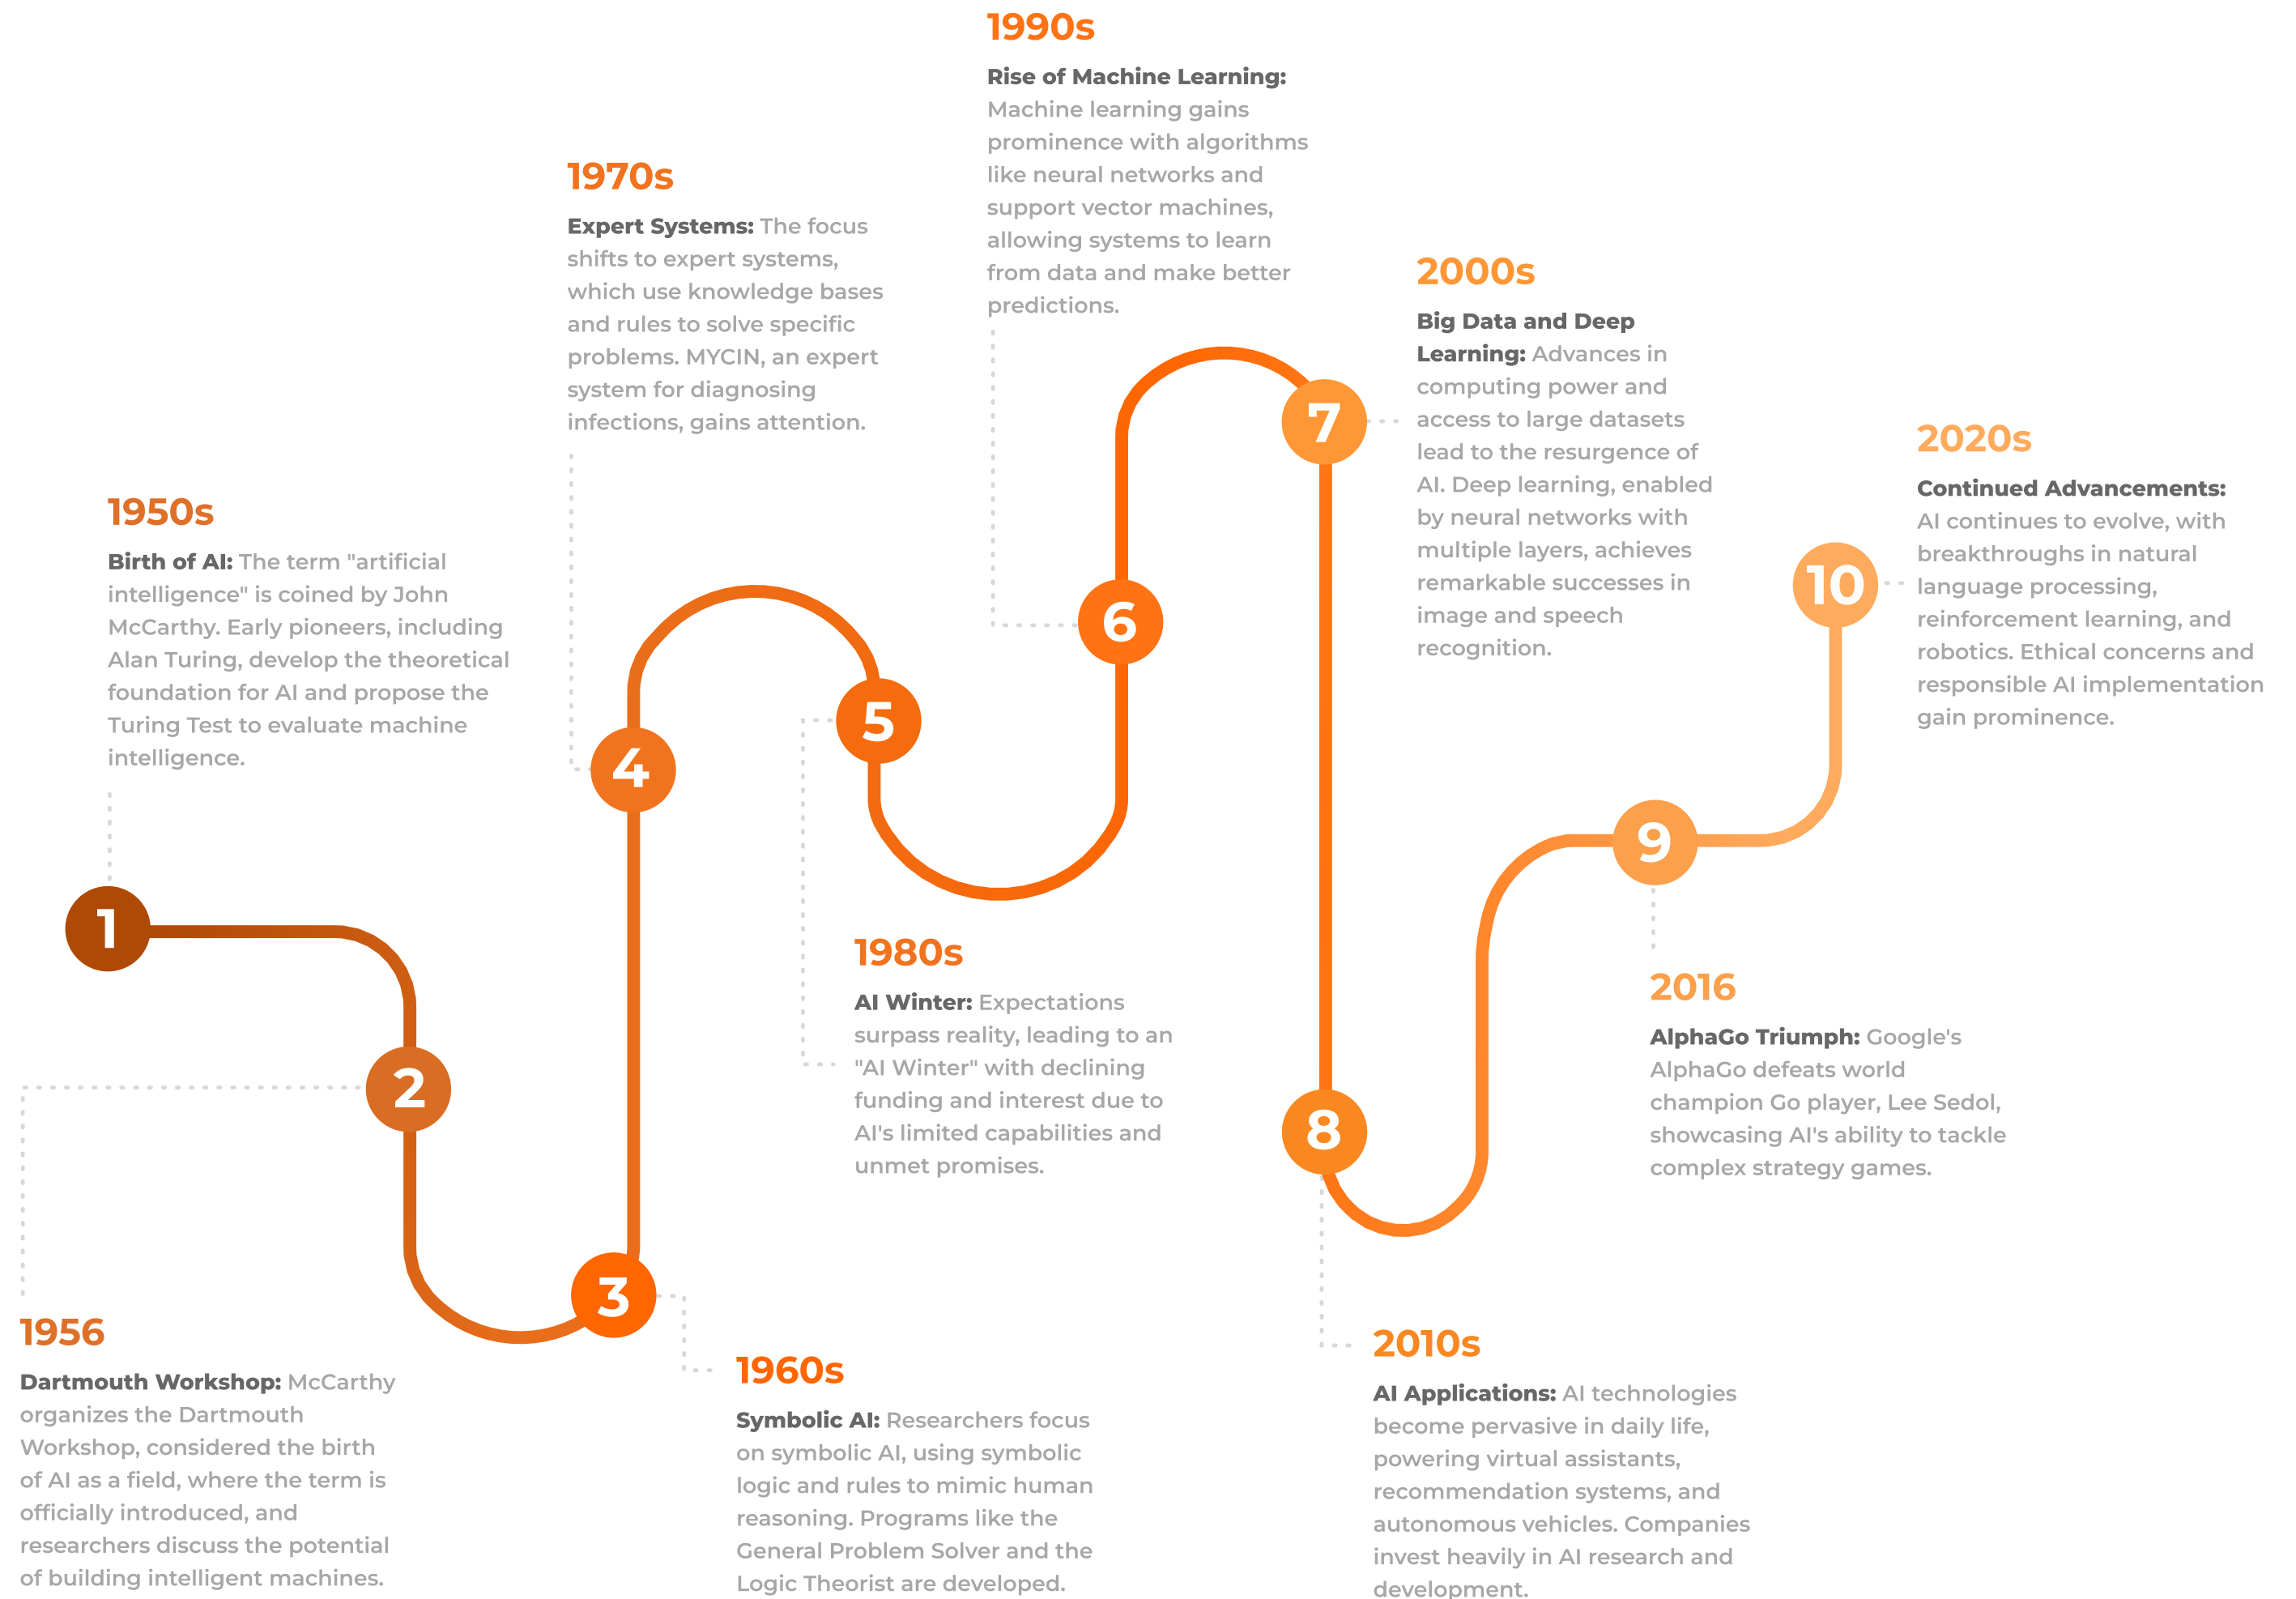 1
1950s
Birth of AI: The term "artificial
intelligence" is coined by John
McCarthy. Early pioneers, including
Alan Turing, develop the theoretical
foundation for AI and propose the
Turing Test to evaluate machine
intelligence.
2
1956
Dartmouth Workshop: McCarthy
organizes the Dartmouth
Workshop, considered the birth
of AI as a field, where the term is
officially introduced, and
researchers discuss the potential
of building intelligent machines.
3
1960s
Symbolic AI: Researchers focus
on symbolic AI, using symbolic
logic and rules to mimic human
reasoning. Programs like the
General Problem Solver and the
Logic Theorist are developed.
4
1970s
Expert Systems: The focus
shifts to expert systems,
which use knowledge bases
and rules to solve specific
problems. MYCIN, an expert
system for diagnosing
infections, gains attention.
5
1980s
AI Winter: Expectations
surpass reality, leading to an
"AI Winter" with declining
funding and interest due to
AI's limited capabilities and
unmet promises.
6
1990s
Rise of Machine Learning:
Machine learning gains
prominence with algorithms
like neural networks and
support vector machines,
allowing systems to learn
from data and make better
predictions.
7
2000s
Big Data and Deep
Learning: Advances in
computing power and
access to large datasets
lead to the resurgence of
AI. Deep learning, enabled
by neural networks with
multiple layers, achieves
remarkable successes in
image and speech
recognition.
8
2010s
AI Applications: AI technologies
become pervasive in daily life,
powering virtual assistants,
recommendation systems, and
autonomous vehicles. Companies
invest heavily in AI research and
development.
9
2016
AlphaGo Triumph: Google's
AlphaGo defeats world
champion Go player, Lee Sedol,
showcasing AI's ability to tackle
complex strategy games.
10
2020s
Continued Advancements:
AI continues to evolve, with
breakthroughs in natural
language processing,
reinforcement learning, and
robotics. Ethical concerns and
responsible AI implementation
gain prominence.